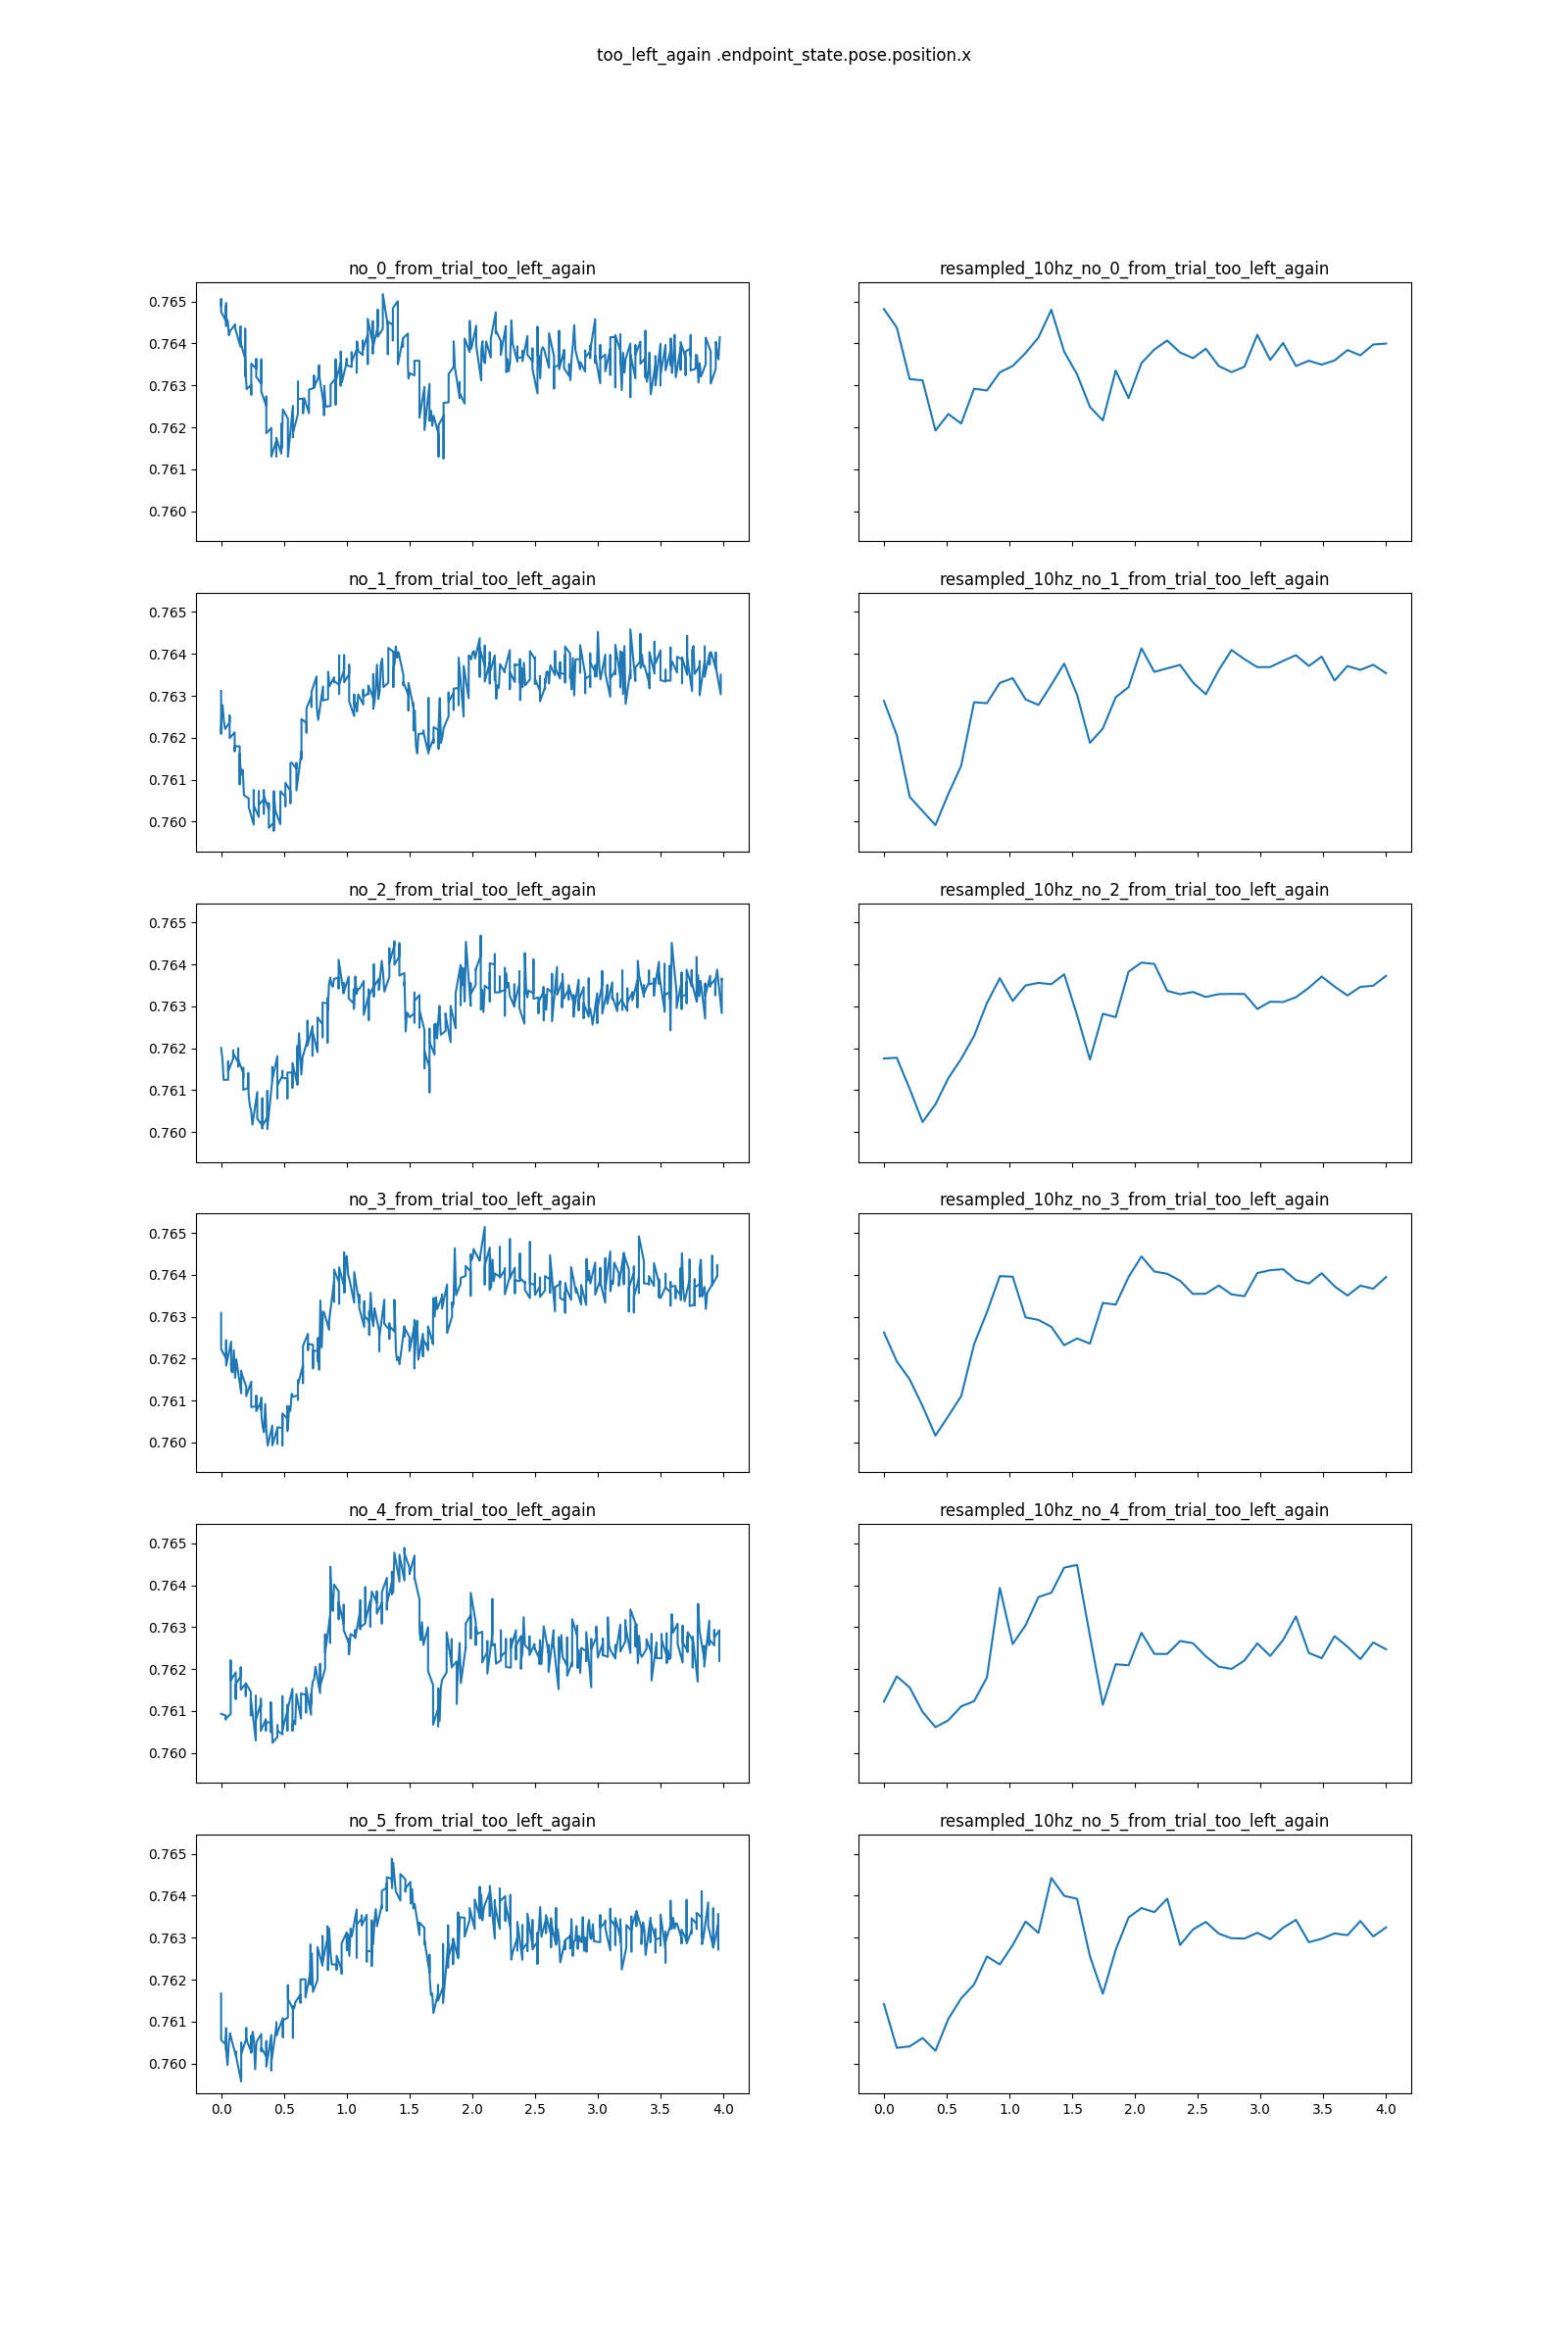 too_left_again .endpoint_state.pose.position.x
no_0_from_trial_too_left_again
resampled_10hz_no_0_from_trial_too_left_again
0.765
0.764
0.763
0.762
0.761
0.760
no_1_from_trial_too_left_again
resampled_10hz_no_1_from_trial_too_left_again
0.765
0.764
0.763
0.762
0.761
0.760
no_2_from_trial_too_left_again
resampled_10hz_no_2_from_trial_too_left_again
0.765
0.764
0.763
0.762
0.761
0.760
no_3_from_trial_too_left_again
resampled_10hz_no_3_from_trial_too_left_again
0.765
0.764
0.763
0.762
0.761
0.760
no_4_from_trial_too_left_again
resampled_10hz_no_4_from_trial_too_left_again
0.765
0.764
0.763
0.762
0.761
0.760
no_5_from_trial_too_left_again
resampled_10hz_no_5_from_trial_too_left_again
0.765
0.764
0.763
0.762
0.761
0.760
0.0 0.5 1.0 1.5 2.0 2.5 3.0 3.5 4.0
0.0 0.5 1.0 1.5 2.0 2.5 3.0 3.5 4.0